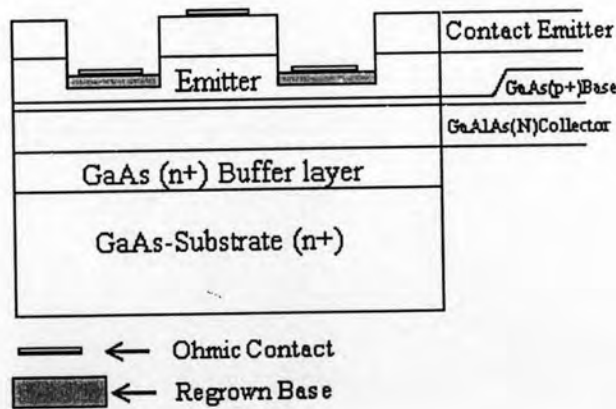 Contact Emitter
Emitter
GaAs(p+)Base
GaAlAs(N)Collector
GaAs (n+) Buffer layer
GaAs-Substrate (n+)
Ohmic Contact
Regrown Base